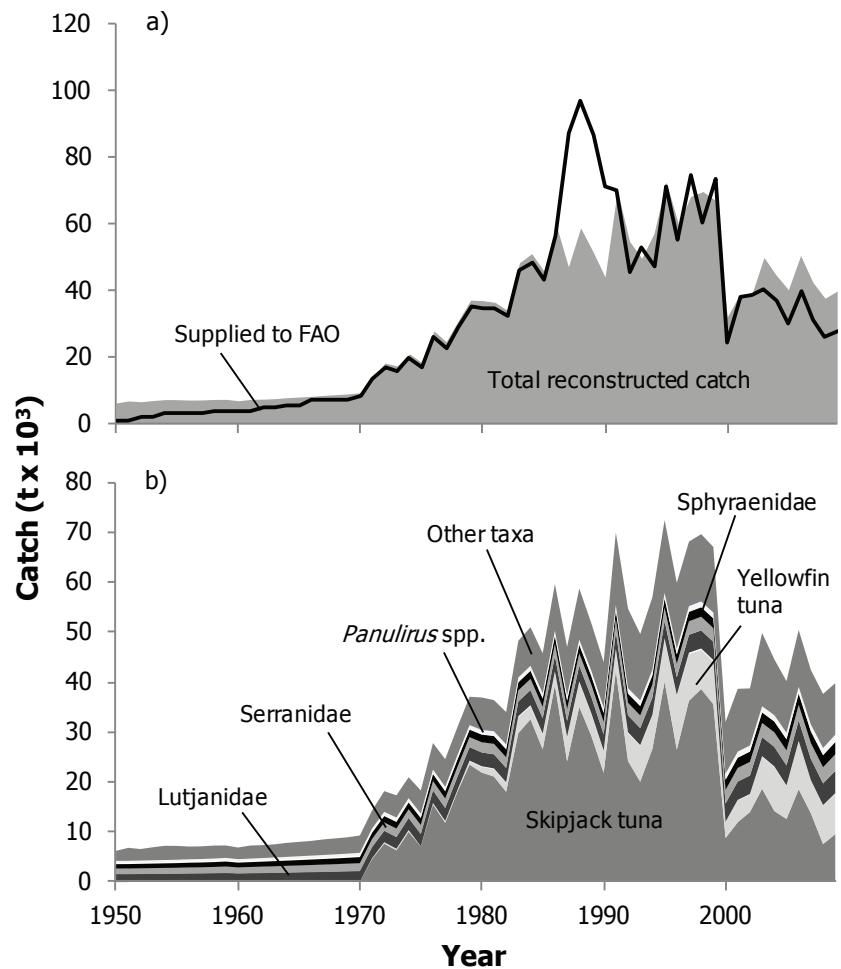 a)
120
100
80
60
40
20
0
Supplied to FAO
Total reconstructed catch
Catch (t x 10³)
b)
80
70
60
50
40
30
20
10
0
Sphyraenidae
Other taxa
Yellowfin
tuna
Panulirus spp.
Serranidae
Lutjanidae
Skipjack tuna
1950 1960 1970 1980 1990 2000
Year